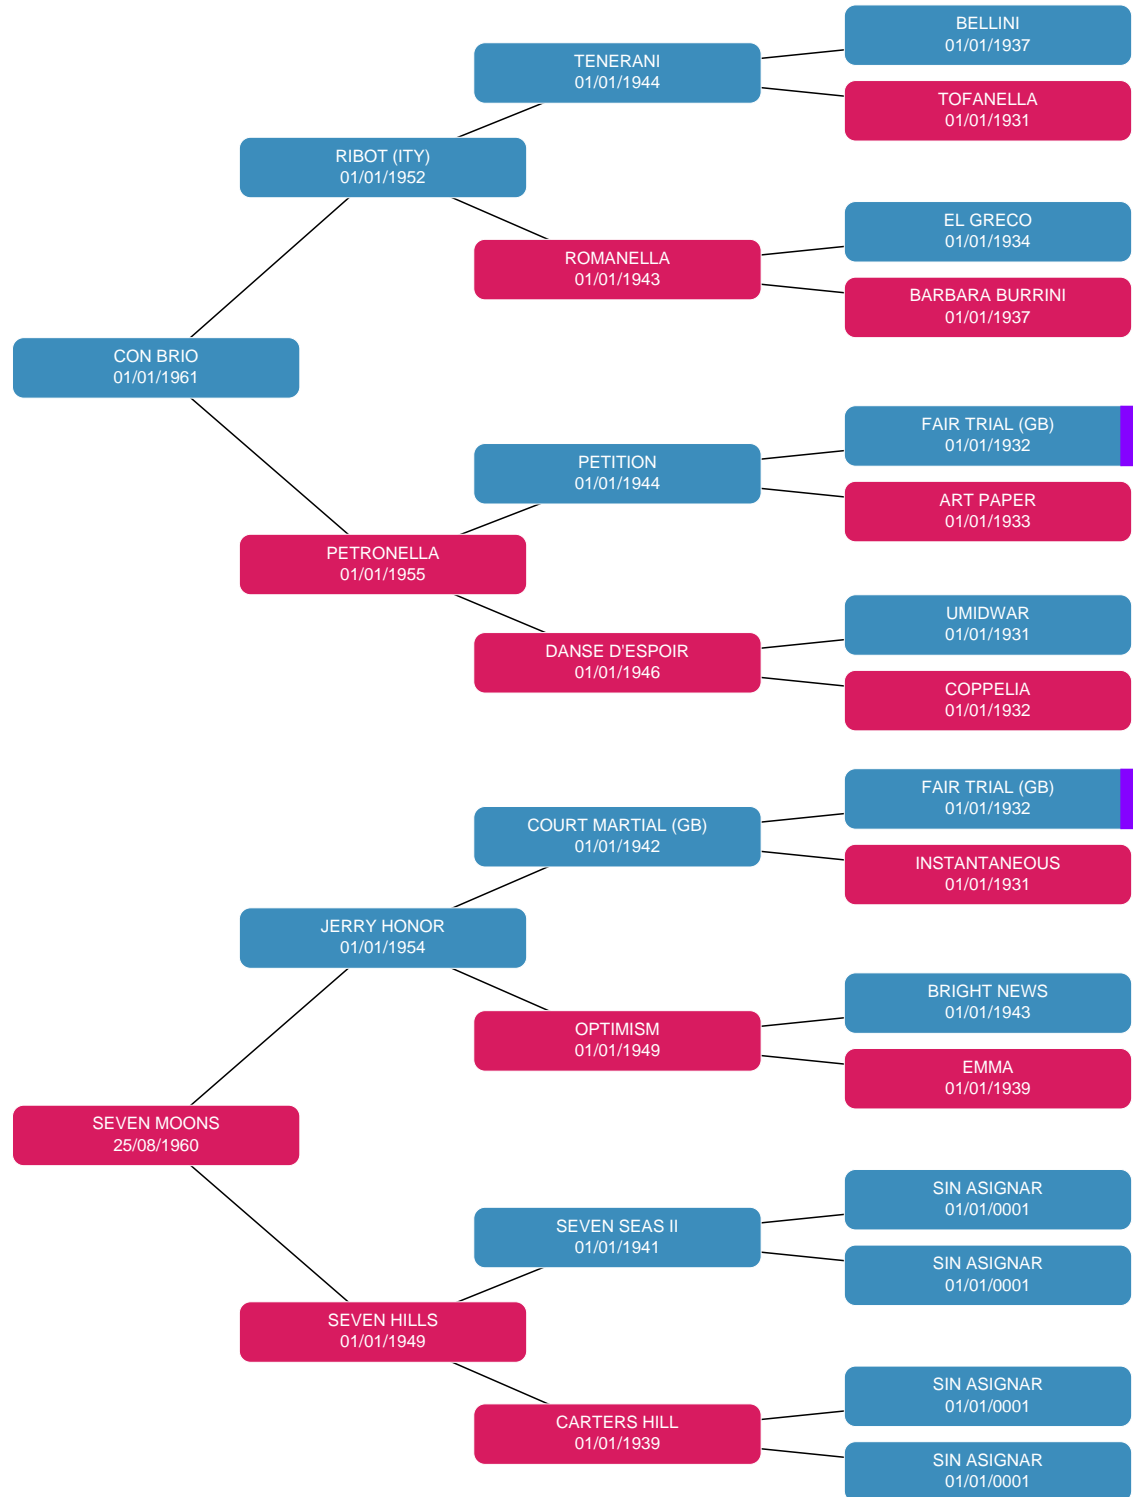 BELLINI
01/01/1937
TENERANI
01/01/1944
TOFANELLA
01/01/1931
RIBOT (ITY)
01/01/1952
EL GRECO
01/01/1934
ROMANELLA
01/01/1943
BARBARA BURRINI
01/01/1937
CON BRIO
01/01/1961
FAIR TRIAL (GB)
01/01/1932
PETITION
01/01/1944
ART PAPER
01/01/1933
PETRONELLA
01/01/1955
UMIDWAR
01/01/1931
DANSE D'ESPOIR
01/01/1946
COPPELIA
01/01/1932
FAIR TRIAL (GB)
01/01/1932
COURT MARTIAL (GB)
01/01/1942
INSTANTANEOUS
01/01/1931
JERRY HONOR
01/01/1954
BRIGHT NEWS
01/01/1943
OPTIMISM
01/01/1949
EMMA
01/01/1939
SEVEN MOONS
25/08/1960
SIN ASIGNAR
01/01/0001
SEVEN SEAS II
01/01/1941
SIN ASIGNAR
01/01/0001
SEVEN HILLS
01/01/1949
SIN ASIGNAR
01/01/0001
CARTERS HILL
01/01/1939
SIN ASIGNAR
01/01/0001